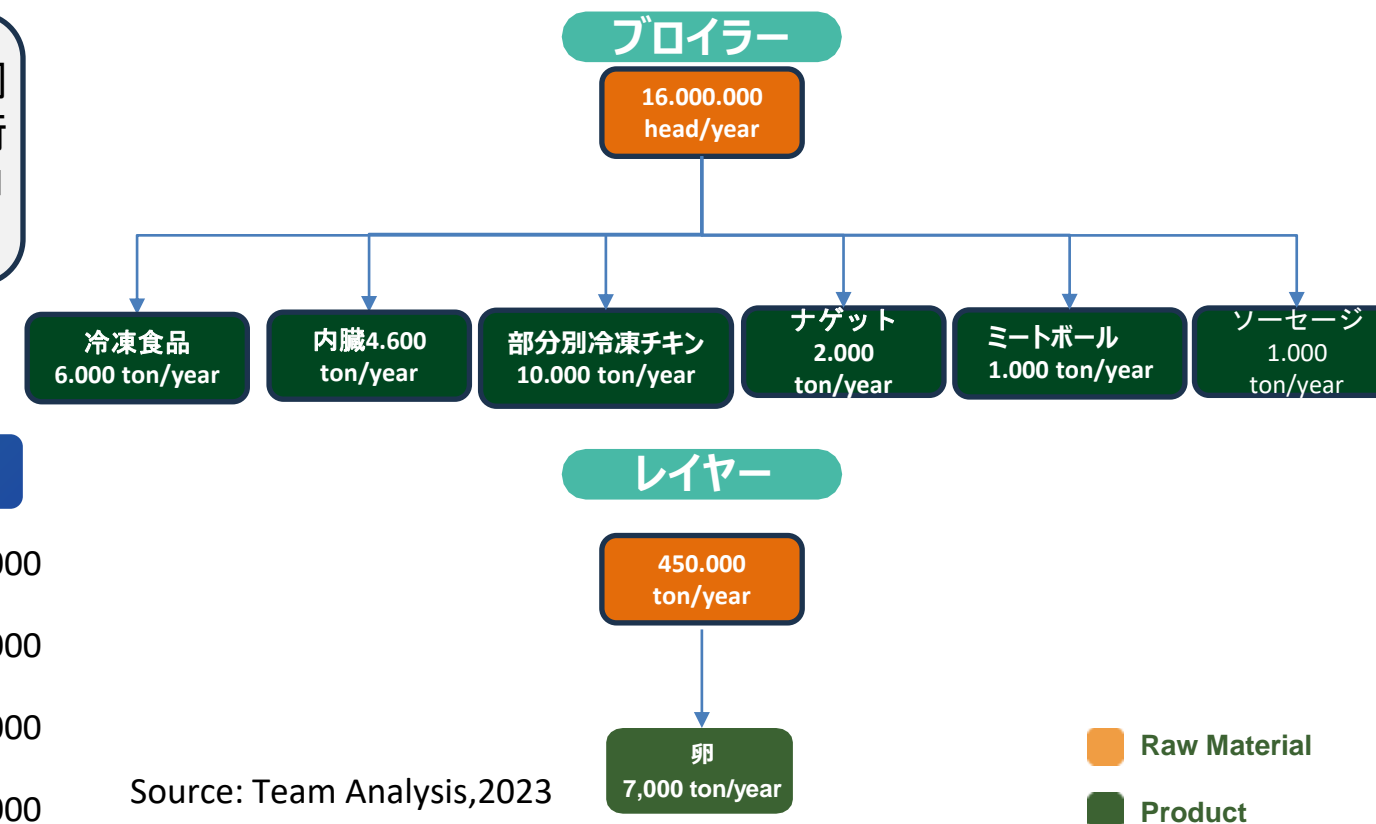 ブロイラー
16.000.000
head/year
冷凍食品
6.000 ton/year
内臓4.600
ton/year
部分別冷凍チキン
10.000 ton/year
ナゲット
2.000
ton/year
ミートボール
1.000 ton/year
ソーセージ
1.000
ton/year
レイヤー
450.000
ton/year
卵
7,000 ton/year
Source: Team Analysis,2023
Raw Material
Product